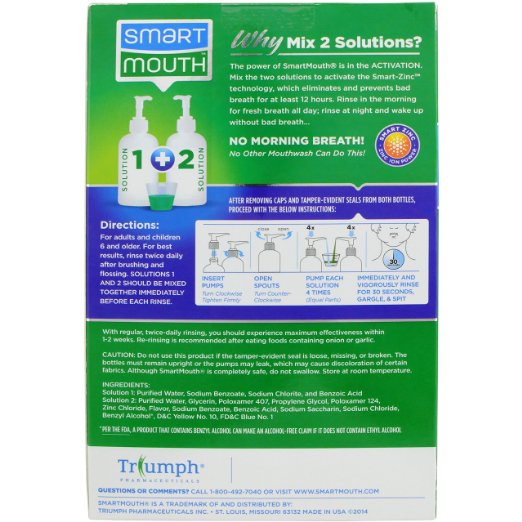 SMART
MOUTH™
Why Mix 2 Solutions?
The power of SmartMouth® is in the ACTIVATION.
Mix the two solutions to activate the Smart-Zinc™
technology, which eliminates and prevents bad
breath for at least 12 hours. Rinse in the morning
for fresh breath all day; rinse at night and wake up
without bad breath...
NO MORNING BREATH!
No Other Mouthwash Can Do This!
SMART ZINC
ZINC ION POWER
SOLUTION 1 + 2 SOLUTION
AFTER REMOVING CAPS AND TAMPER-EVIDENT SEALS FROM BOTH BOTTLES,
PROCEED WITH THE BELOW INSTRUCTIONS:
Directions:
For adults and children
6 and older. For best
results, rinse twice daily
after brushing and
flossing. SOLUTIONS 1
AND 2 SHOULD BE MIXED
TOGETHER IMMEDIATELY
BEFORE EACH RINSE.
close open
4x 4x
30
INSERT
PUMPS
Turn Clockwise
Tighten Firmly
OPEN
SPOUTS
Turn Counter-
Clockwise
PUMP EACH
SOLUTION
4 TIMES
(Equal Parts)
IMMEDIATELY AND
VIGOROUSLY RINSE
FOR 30 SECONDS,
GARGLE, & SPIT
With regular, twice-daily rinsing, you should experience maximum effectiveness within
1-2 weeks. Re-rinsing is recommended after eating foods containing onion or garlic.
CAUTION: Do not use this product if the tamper-evident seal is loose, missing, or broken. The
bottles must remain upright or the pumps may leak, which may cause discoloration of certain
fabrics. Although SmartMouth® is completely safe, do not swallow. Store at room temperature.
INGREDIENTS:
Solution 1: Purified Water, Sodium Benzoate, Sodium Chlorite, and Benzoic Acid
Solution 2: Purified Water, Glycerin, Poloxamer 407, Propylene Glycol, Poloxamer 124,
Zinc Chloride, Flavor, Sodium Benzoate, Benzoic Acid, Sodium Saccharin, Sodium Chloride,
Benzyl Alcohol*, D&C Yellow No. 10, FD&C Blue No. 1
*PER THE FDA, A PRODUCT THAT CONTAINS BENZYL ALCOHOL CAN MAKE AN ALCOHOL-FREE CLAIM IF IT DOES NOT CONTAIN ETHYL ALCOHOL
Triumph®
PHARMACEUTICALS
QUESTIONS OR COMMENTS? CALL 1-800-492-7040 OR VISIT WWW.SMARTMOUTH.COM
SMARTMOUTH® IS A TRADEMARK OF AND DISTRIBUTED BY:
TRIUMPH PHARMACEUTICALS INC. • ST. LOUIS, MISSOURI 63132 MADE IN USA ©2014